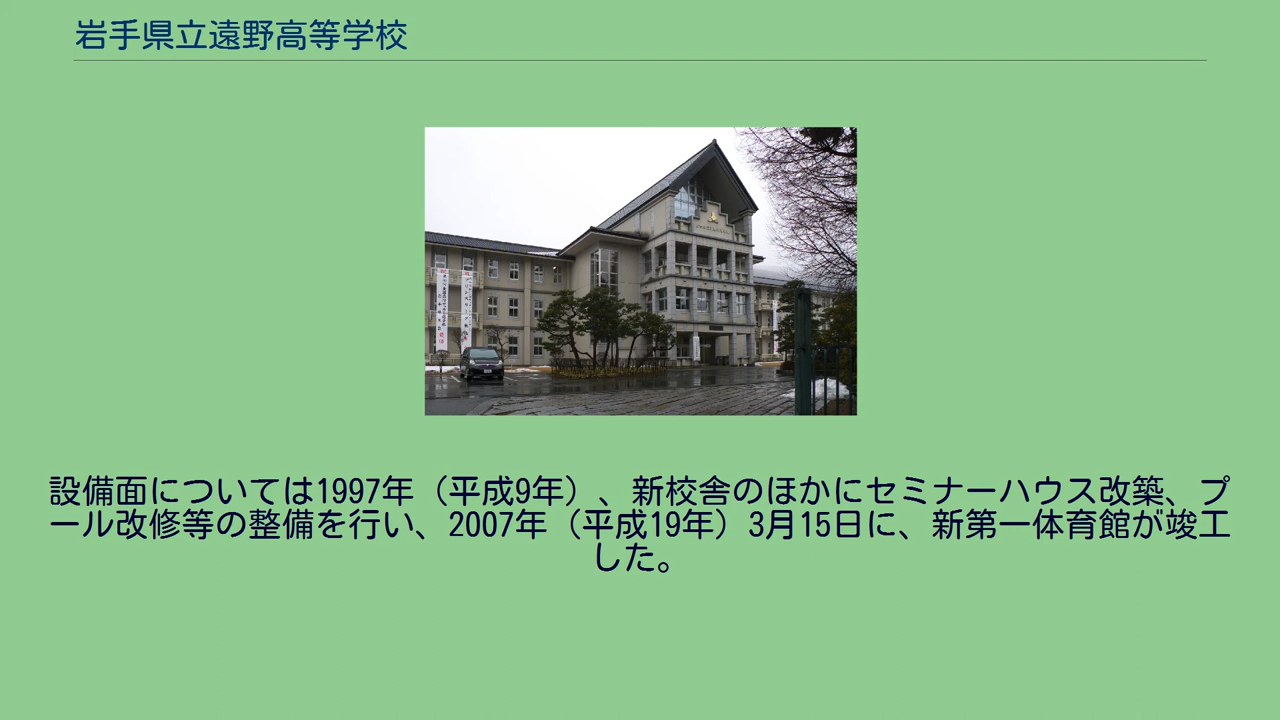 岩手県立遠野高等学校
設備面については1997年（平成9年）、新校舎のほかにセミナーハウス改築、プ
ール改修等の整備を行い、2007年（平成19年）3月15日に、新第一体育館が竣工
した。